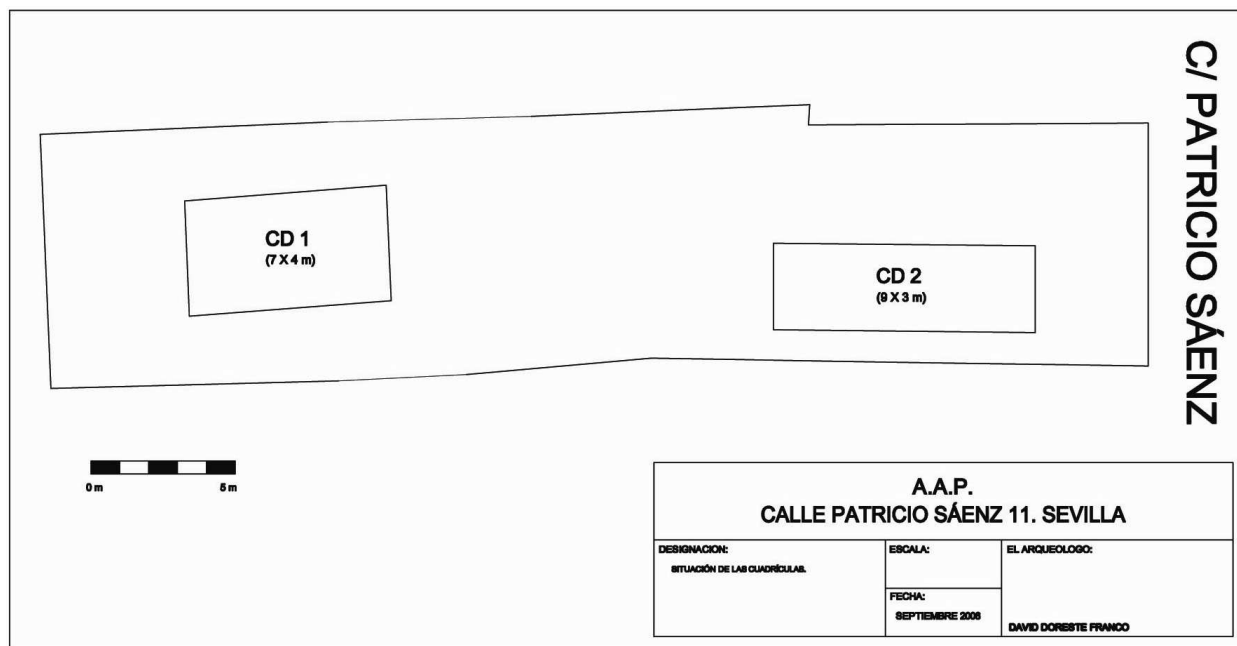 C/ PATRICIO SÁENZ
CD 1
(7 X 4 m)
CD 2
(9 X 3 m)
0 m
5 m
A.A.P.
CALLE PATRICIO SÁENZ 11. SEVILLA
DESIGNACION:
SITUACIÓN DE LAS CUADRÍCULAS.
ESCALA:
FECHA:
SEPTIEMBRE
EL ARQUEOLOGO:
DAVID DORESTE FRANCO